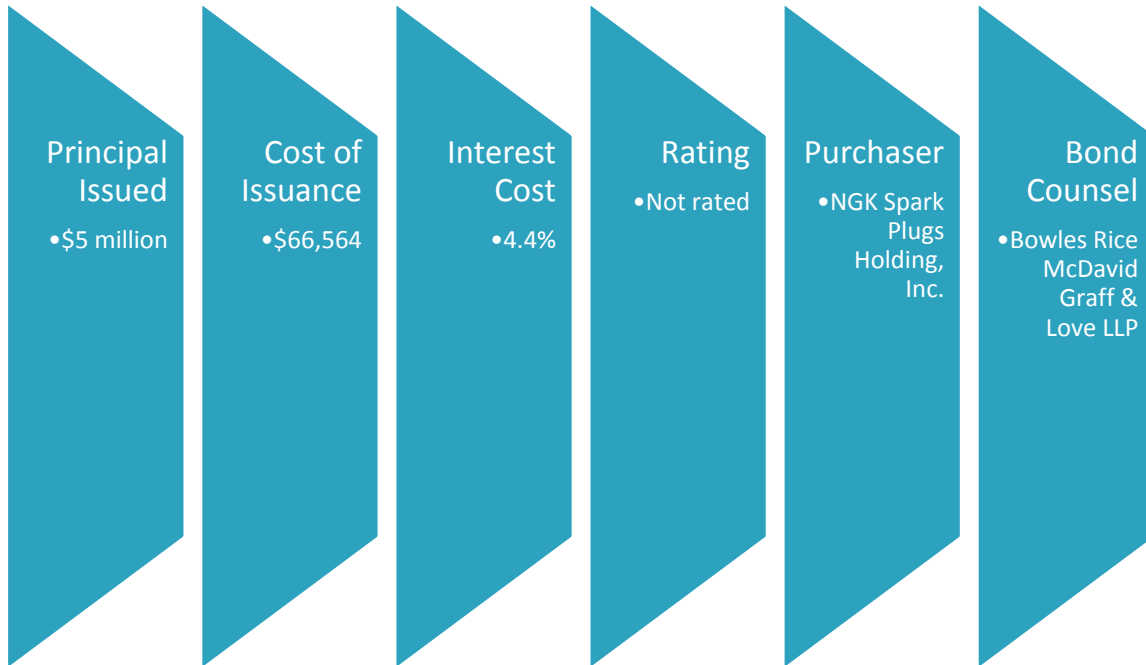 Principal
Issued
•$5 million
Cost of
Issuance
•$66,564
Interest
Cost
•4.4%
Rating
•Not rated
Purchaser
•NGK Spark
Plugs
Holding,
Inc.
Bond
Counsel
•Bowles Rice
McDavid
Graff &
Love LLP